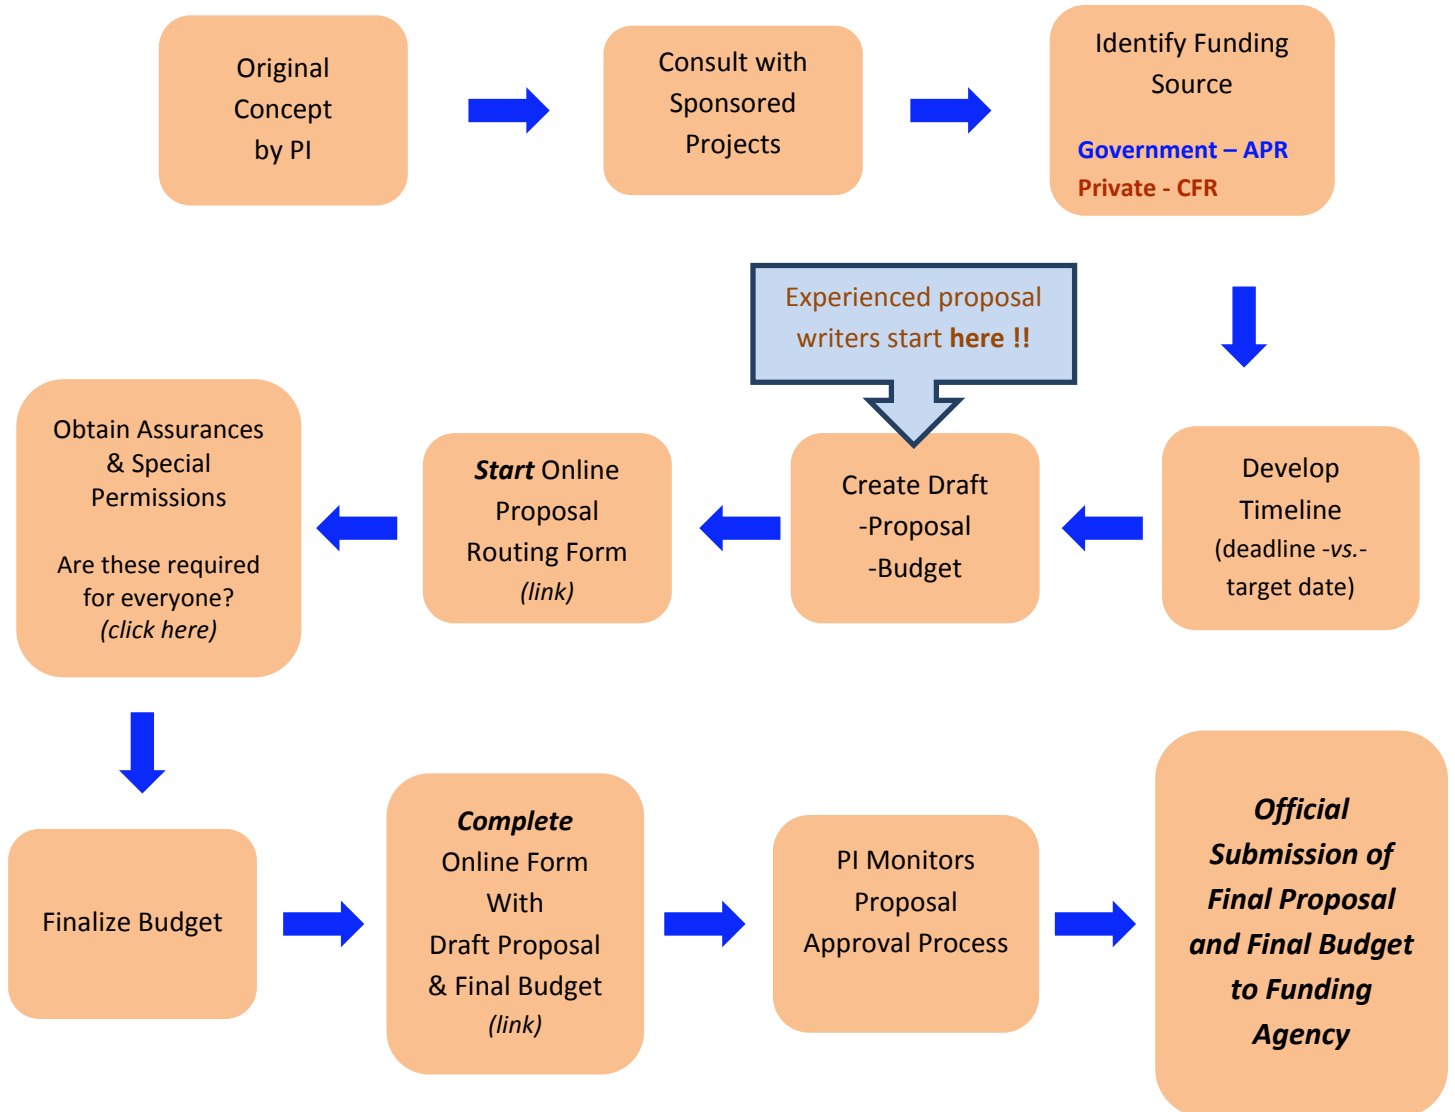 Original
Concept
by PI
Consult with
Sponsored
Projects
Identify Funding
Source
Government – APR
Private - CFR
Experienced proposal
writers start here !!
Develop
Timeline
(deadline -vs.-
target date)
Create Draft
-Proposal
-Budget
Start Online
Proposal
Routing Form
(link)
Obtain Assurances
& Special
Permissions
Are these required
for everyone?
(click here)
Finalize Budget
Complete
Online Form
With
Draft Proposal
& Final Budget
(link)
PI Monitors
Proposal
Approval Process
Official
Submission of
Final Proposal
and Final Budget
to Funding
Agency